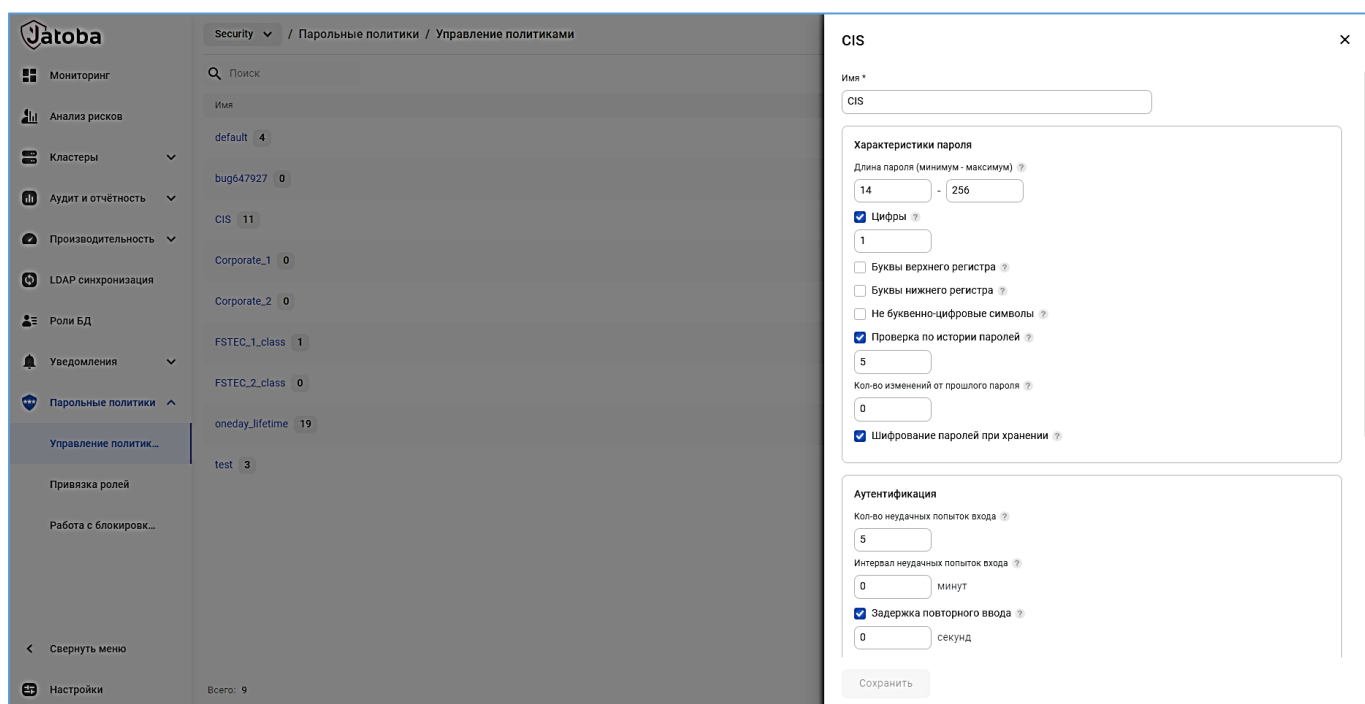 Jatoba
Мониторинг
Анализ рисков
Кластеры
Аудит и отчётность
Производительность
LDAP синхронизация
Роли БД
Уведомления
Парольные политики
Управление политик...
Привязка ролей
Работа с блокировк...
Свернуть меню
Настройки
Security / Парольные политики / Управление политиками
Поиск
Имя
default 4
bug647927 0
CIS 11
Corporate_1 0
Corporate_2 0
FSTEC_1_class 1
FSTEC_2_class 0
oneday_lifetime 19
test 3
Всего: 9
CIS
Имя *
CIS
Характеристики пароля
Длина пароля (минимум - максимум) ?
14 - 256
Цифры ?
1
Буквы верхнего регистра ?
Буквы нижнего регистра ?
Не буквенно-цифровые символы ?
Проверка по истории паролей ?
5
Кол-во изменений от прошлого пароля ?
0
Шифрование паролей при хранении ?
Аутентификация
Кол-во неудачных попыток входа ?
5
Интервал неудачных попыток входа ?
0 минут
Задержка повторного ввода ?
0 секунд
Сохранить